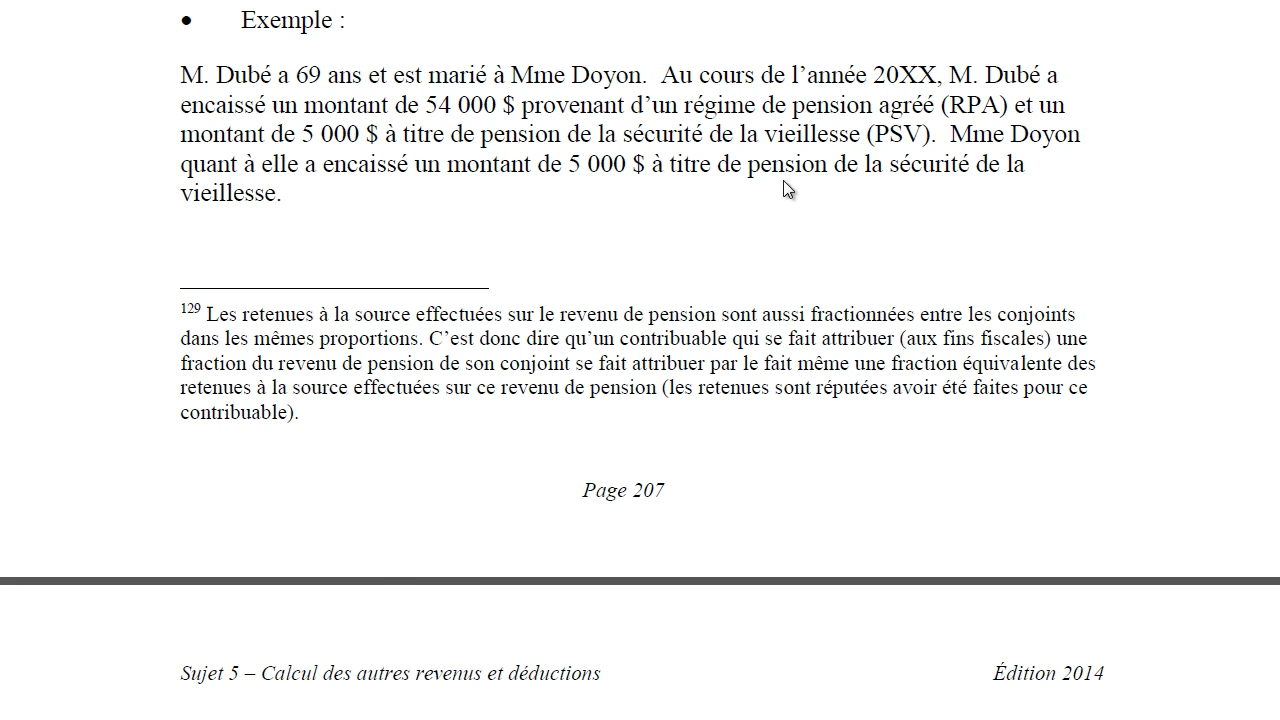 • Exemple :
M. Dubé a 69 ans et est marié à Mme Doyon. Au cours de l’année 20XX, M. Dubé a
encaissé un montant de 54 000 $ provenant d’un régime de pension agréé (RPA) et un
montant de 5 000 $ à titre de pension de la sécurité de la vieillesse (PSV). Mme Doyon
quant à elle a encaissé un montant de 5 000 $ à titre de pension de la sécurité de la
vieillesse.
129 Les retenues à la source effectuées sur le revenu de pension sont aussi fractionnées entre les conjoints
dans les mêmes proportions. C’est donc dire qu’un contribuable qui se fait attribuer (aux fins fiscales) une
fraction du revenu de pension de son conjoint se fait attribuer par le fait même une fraction équivalente des
retenues à la source effectuées sur ce revenu de pension (les retenues sont réputées avoir été faites pour ce
contribuable).
Page 207
Sujet 5 – Calcul des autres revenus et déductions Édition 2014